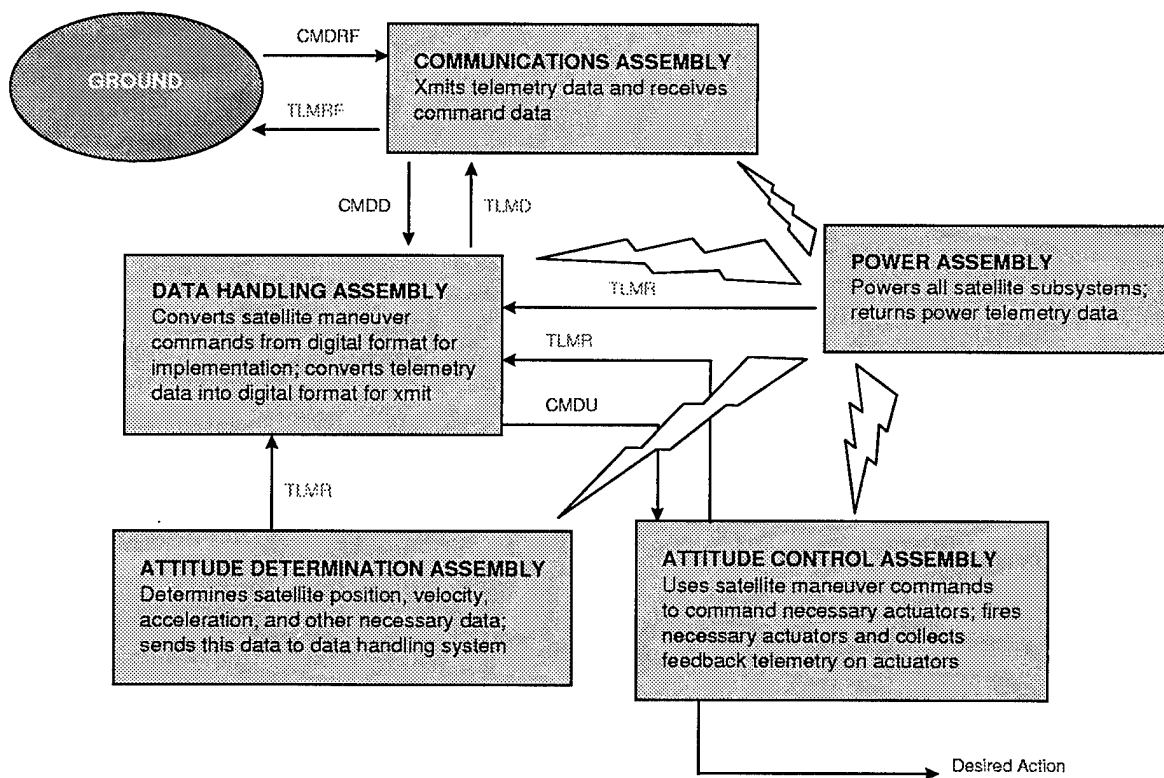 CMDRF
GROUND
TLMRF
COMMUNICATIONS ASSEMBLY
Xmits telemetry data and receives
command data
CMDD
TLMD
DATA HANDLING ASSEMBLY
Converts satellite maneuver
commands from digital format for
implementation; converts telemetry
data into digital format for xmit
POWER ASSEMBLY
Powers all satellite subsystems;
returns power telemetry data
TLMR
TLMR
CMDU
TLMR
ATTITUDE DETERMINATION ASSEMBLY
Determines satellite position, velocity,
acceleration, and other necessary data;
sends this data to data handling system
ATTITUDE CONTROL ASSEMBLY
Uses satellite maneuver commands
to command necessary actuators; fires
necessary actuators and collects
feedback telemetry on actuators
Desired Action